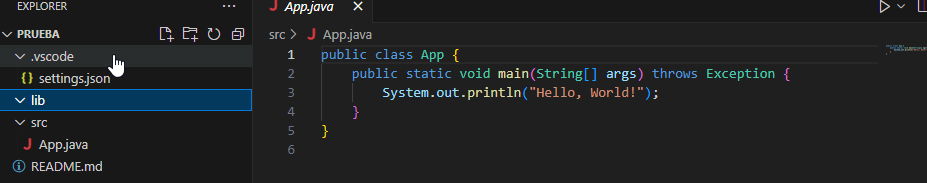 EXPLORER
PRUEBA
.vscode
{} settings.json
lib
src
J App.java
README.md
J App.java
src > J App.java
1 public class App {
2 public static void main(String[] args) throws Exception {
3 System.out.println("Hello, World!");
4 }
5 }
6